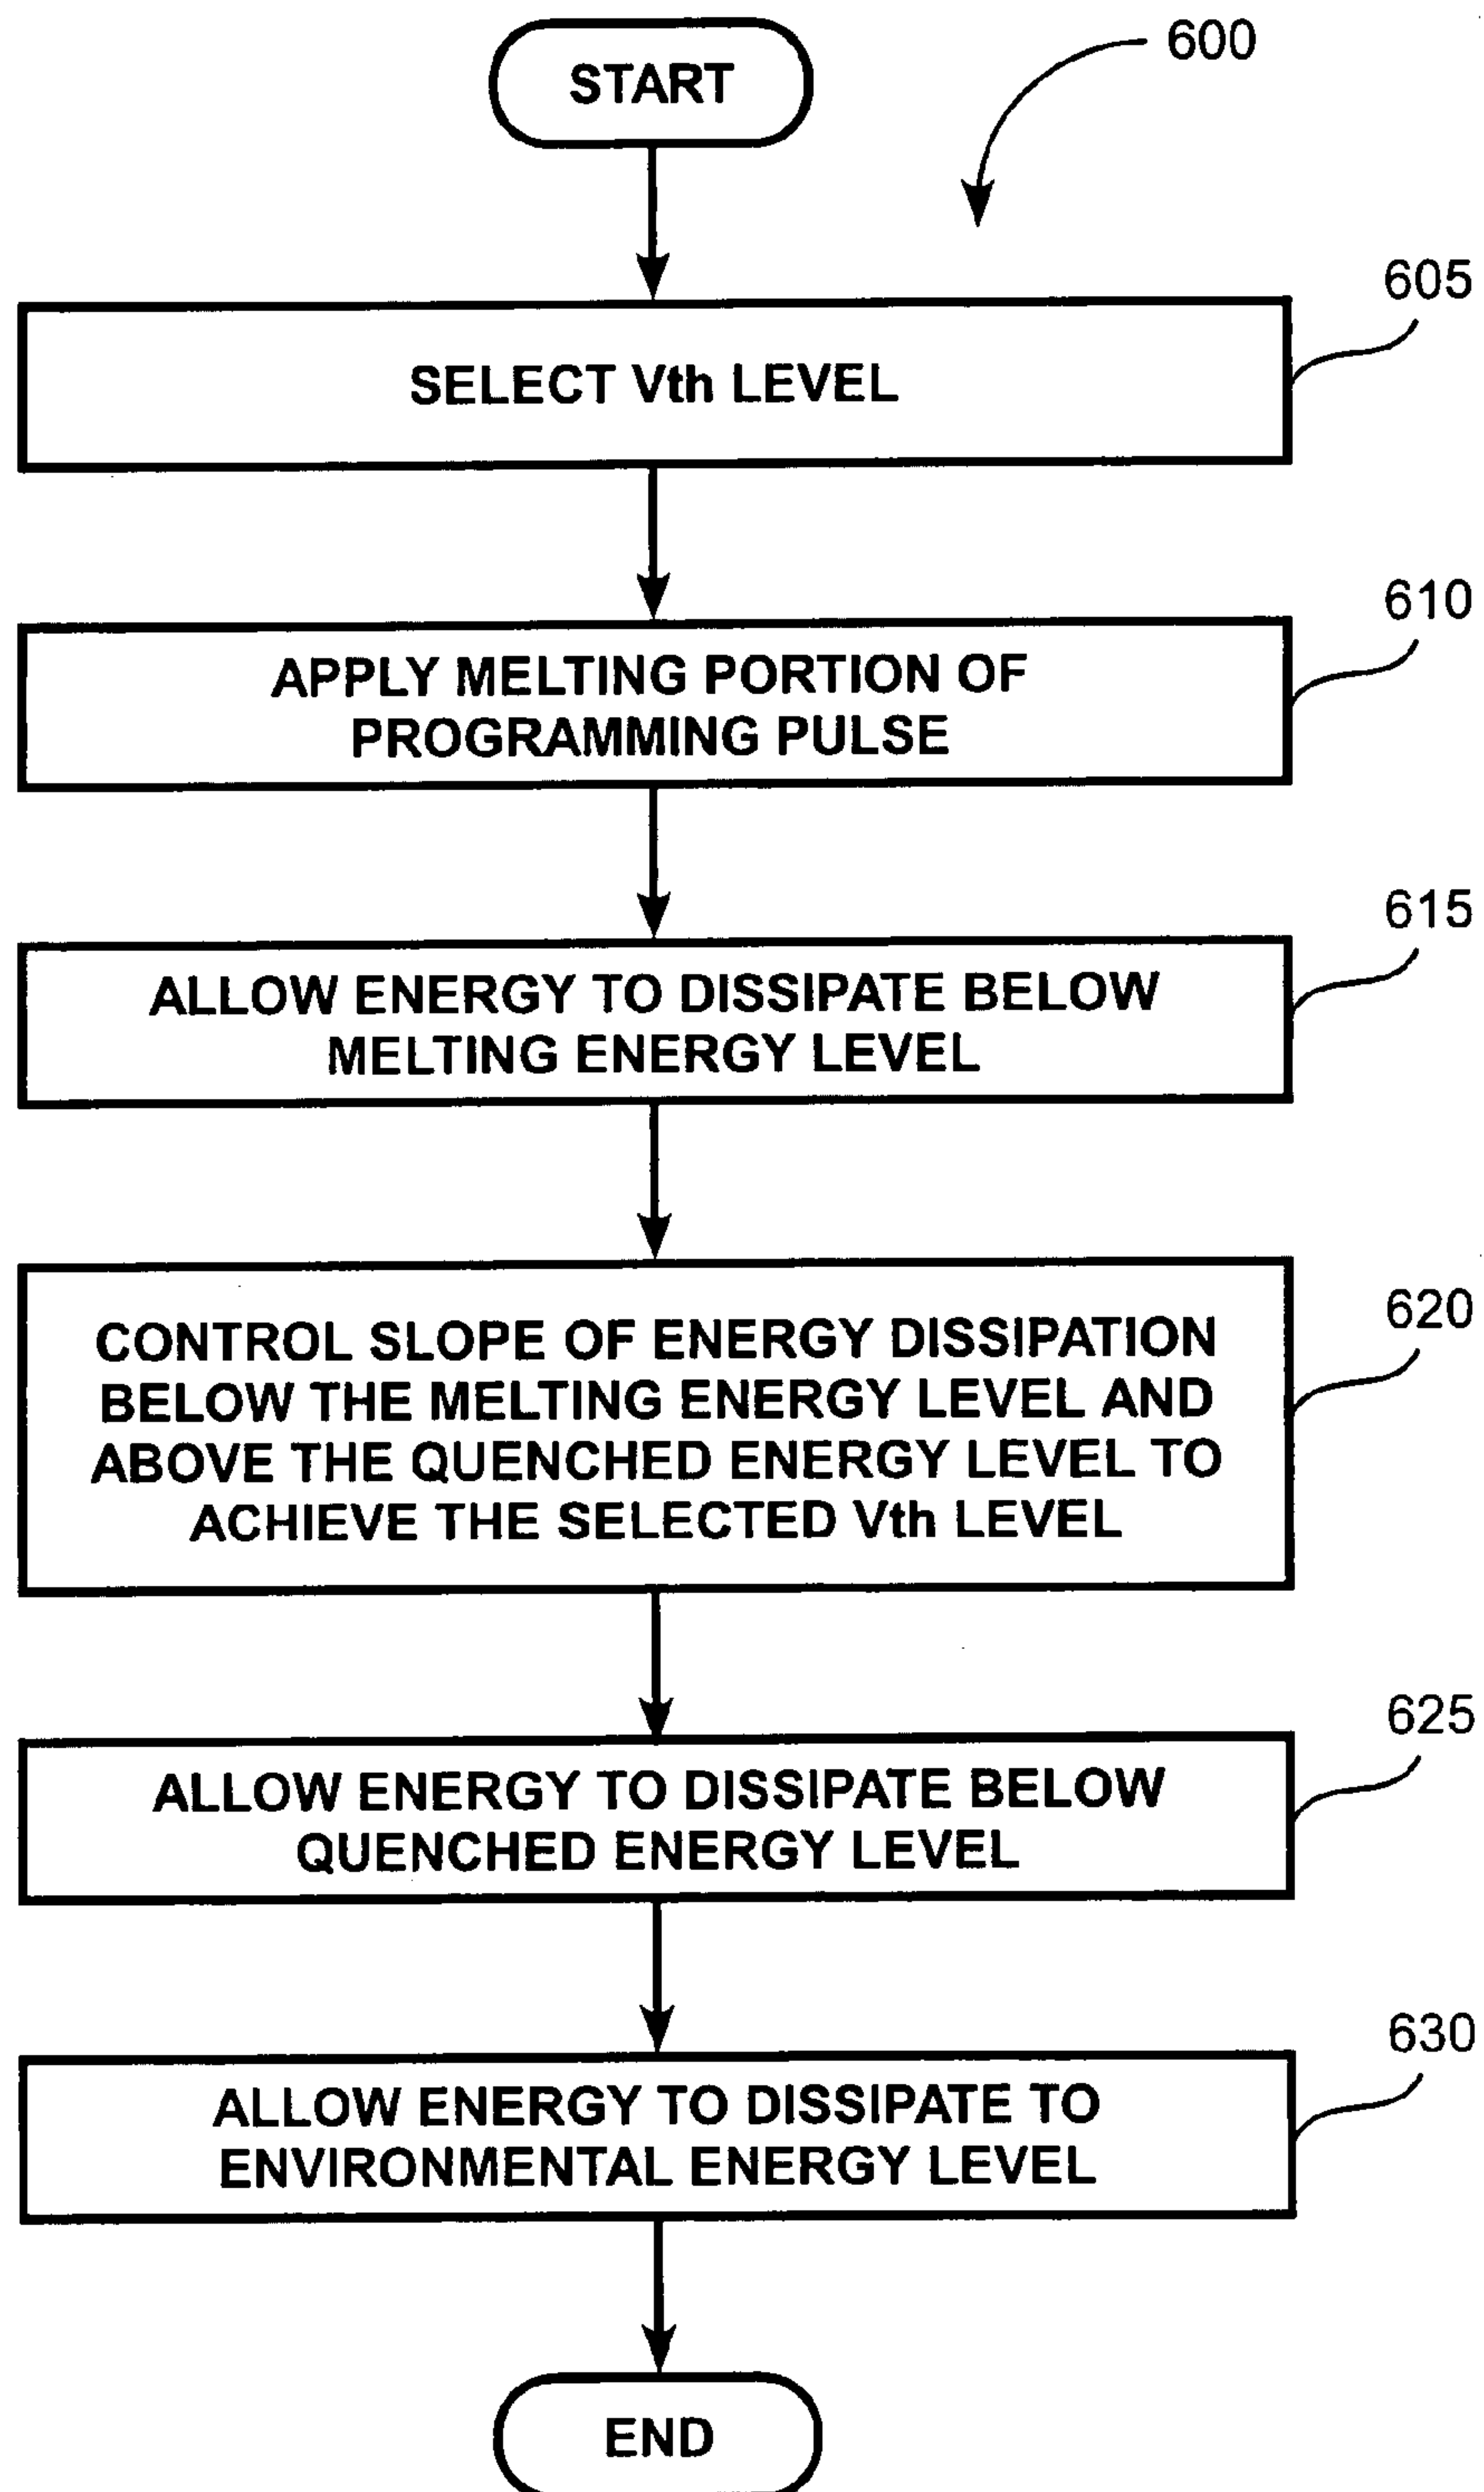 START
600
605
SELECT Vth LEVEL
610
APPLY MELTING PORTION OF
PROGRAMMING PULSE
615
ALLOW ENERGY TO DISSIPATE BELOW
MELTING ENERGY LEVEL
620
CONTROL SLOPE OF ENERGY DISSIPATION
BELOW THE MELTING ENERGY LEVEL AND
ABOVE THE QUENCHED ENERGY LEVEL TO
ACHIEVE THE SELECTED Vth LEVEL
625
ALLOW ENERGY TO DISSIPATE BELOW
QUENCHED ENERGY LEVEL
630
ALLOW ENERGY TO DISSIPATE TO
ENVIRONMENTAL ENERGY LEVEL
END